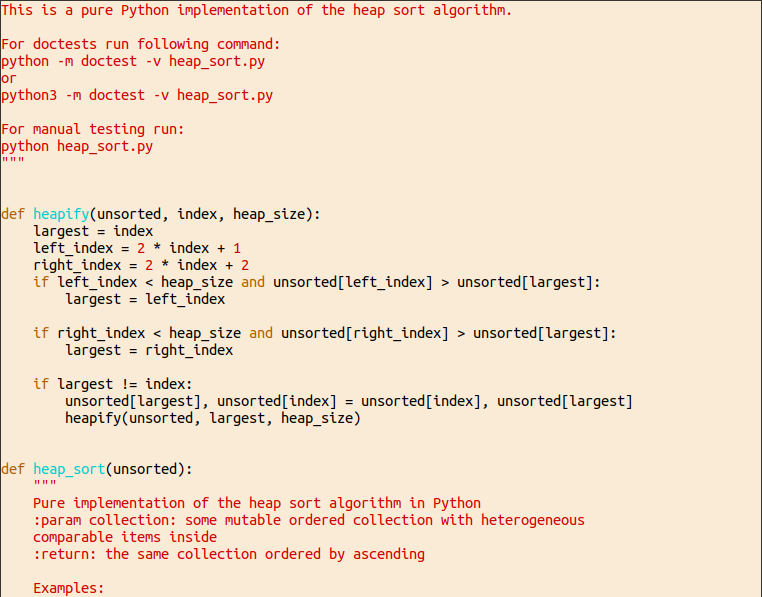 This is a pure Python implementation of the heap sort algorithm.

For doctests run following command:
python -m doctest -v heap_sort.py
or
python3 -m doctest -v heap_sort.py

For manual testing run:
python heap_sort.py
"""


def heapify(unsorted, index, heap_size):
    largest = index
    left_index = 2 * index + 1
    right_index = 2 * index + 2
    if left_index < heap_size and unsorted[left_index] > unsorted[largest]:
        largest = left_index

    if right_index < heap_size and unsorted[right_index] > unsorted[largest]:
        largest = right_index

    if largest != index:
        unsorted[largest], unsorted[index] = unsorted[index], unsorted[largest]
        heapify(unsorted, largest, heap_size)


def heap_sort(unsorted):
    """
    Pure implementation of the heap sort algorithm in Python
    :param collection: some mutable ordered collection with heterogeneous
    comparable items inside
    :return: the same collection ordered by ascending

    Examples: